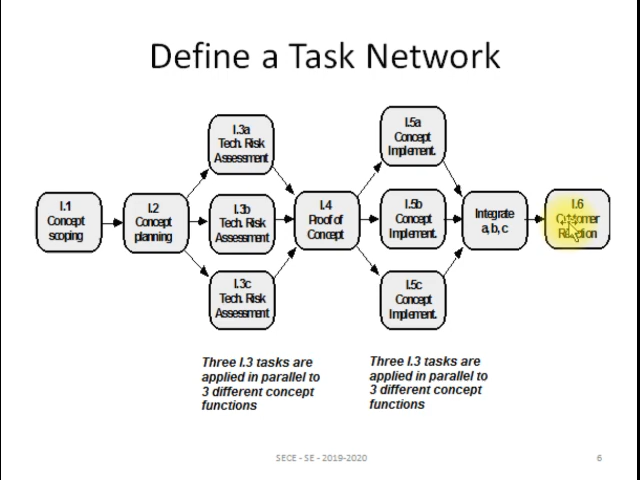 Define a Task Network
I.1
Concept
scoping
I.2
Concept
planning
I.3a
Tech. Risk
Assessment
I.3b
Tech. Risk
Assessment
I.3c
Tech. Risk
Assessment
I.4
Proof of
Concept
I.5a
Concept
Implement.
I.5b
Concept
Implement.
I.5c
Concept
Implement.
Integrate
a, b, c
I.6
Customer
Reaction
Three I.3 tasks are
applied in parallel to
3 different concept
functions
Three I.3 tasks are
applied in parallel to
3 different concept
functions
SECE - SE - 2019-2020
6